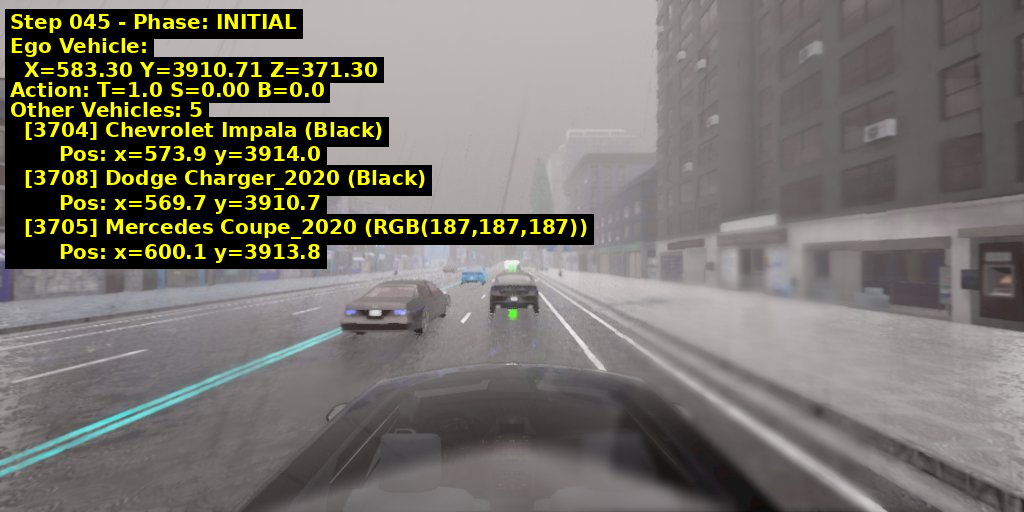 Step 045 - Phase: INITIAL
Ego Vehicle:
X=583.30 Y=3910.71 Z=371.30
Action: T=1.0 S=0.00 B=0.0
Other Vehicles: 5
[3704] Chevrolet Impala (Black)
Pos: x=573.9 y=3914.0
[3708] Dodge Charger_2020 (Black)
Pos: x=569.7 y=3910.7
[3705] Mercedes Coupe_2020 (RGB(187,187,187))
Pos: x=600.1 y=3913.8